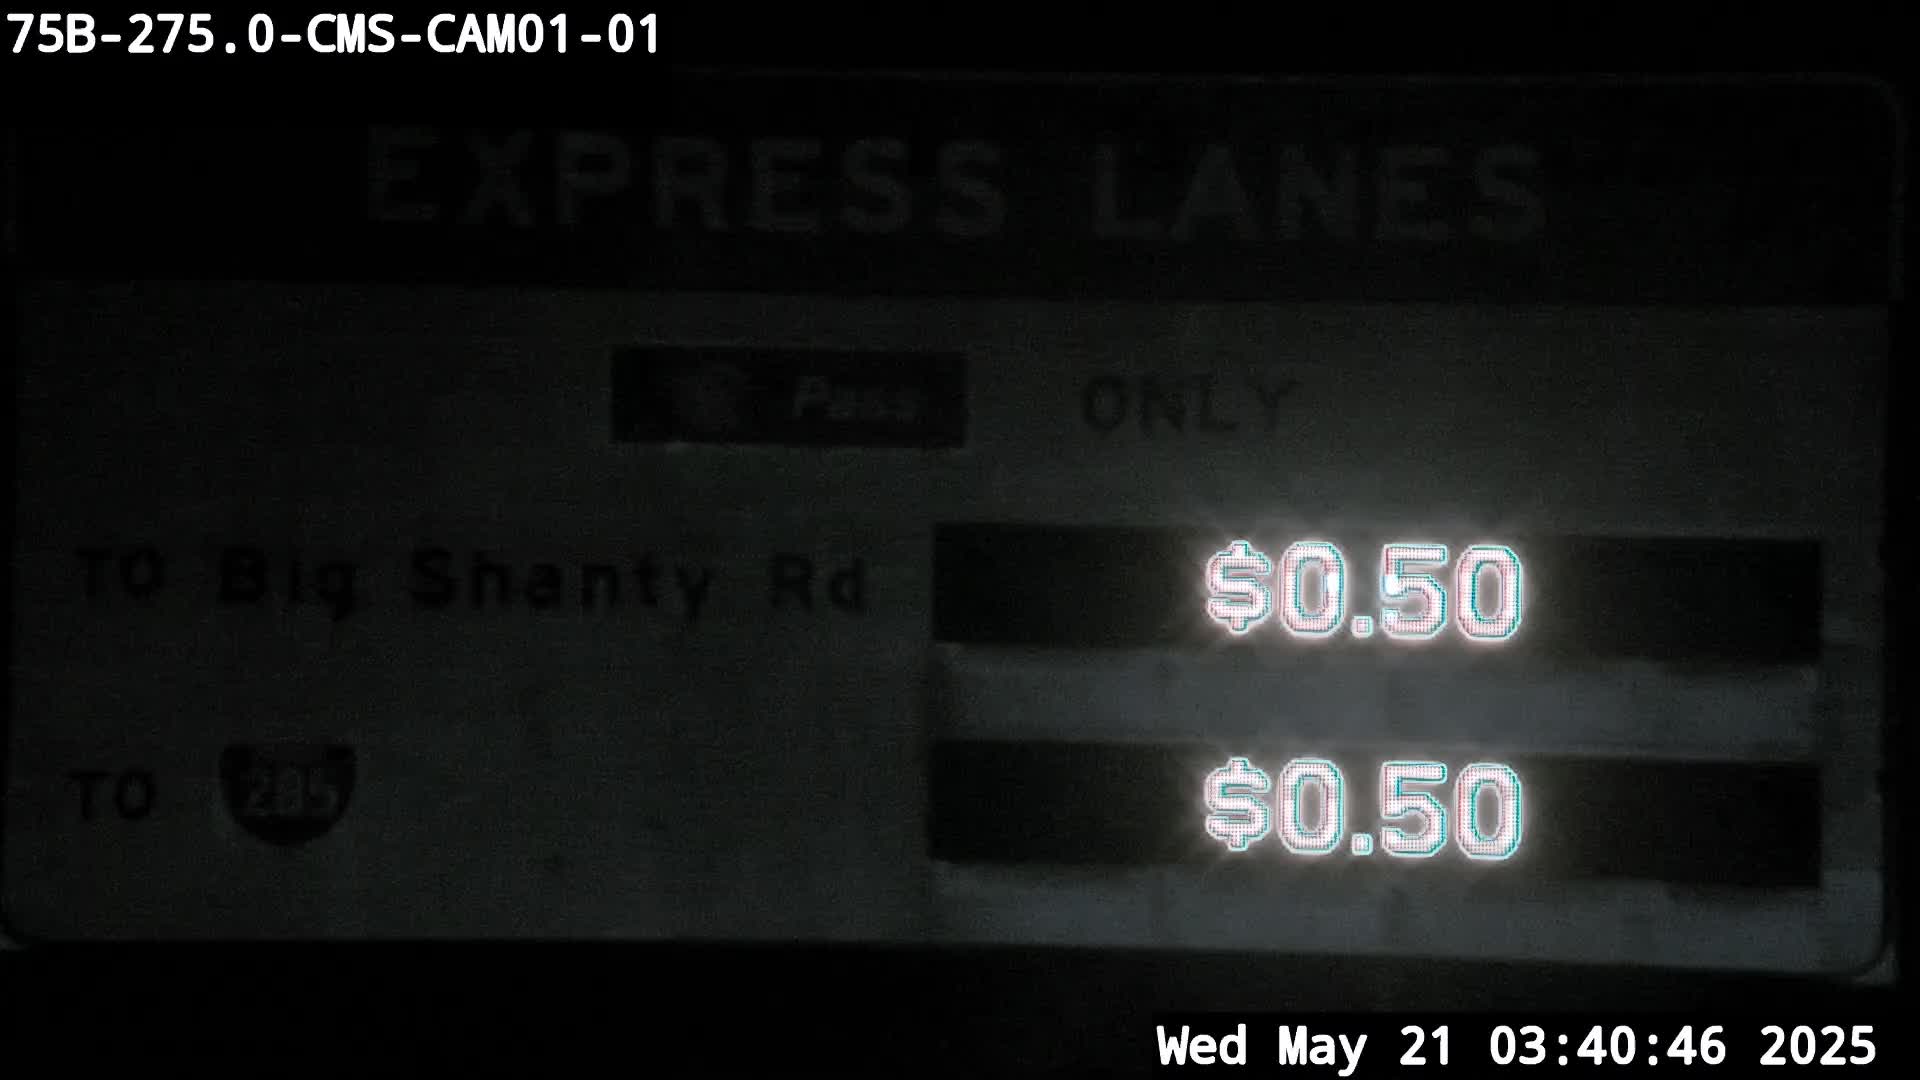 75B-275.0-CMS-CAM01-01
EXPRESS LANES
Pass ONLY
TO Big Shanty Rd $0.50
TO 285 $0.50
Wed May 21 03:40:46 2025